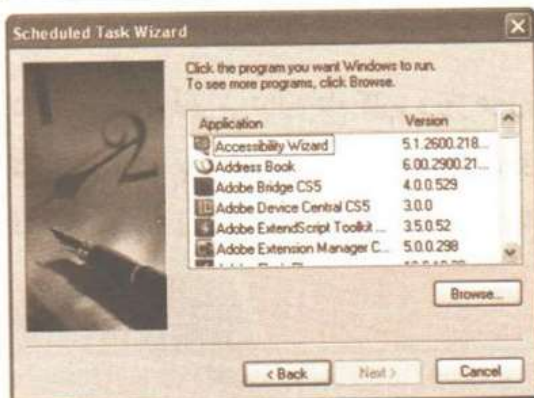 Scheduled Task Wizard
Click the program you want Windows to run.
To see more programs, click Browse.
Application Version
Accessibility Wizard 5.1.2600.218...
Address Book 6.00.2900.21...
Adobe Bridge CS5 4.0.0.529
Adobe Device Central CS5 3.0.0
Adobe ExtendScript Toolkit ... 3.5.0.52
Adobe Extension Manager C... 5.0.0.298
Browse...
< Back Next > Cancel